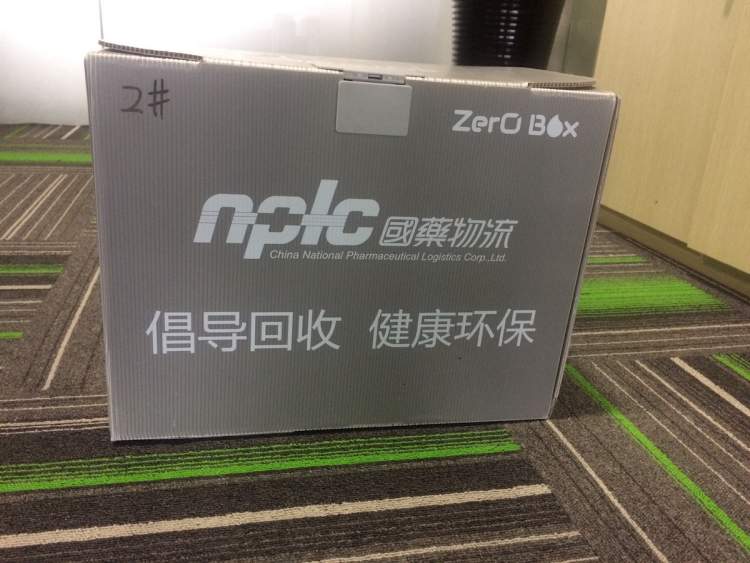 2#
ZerO Box
nplc 國藥物流
China National Pharmaceutical Logistics Corp.,Ltd.
倡导回收 健康环保